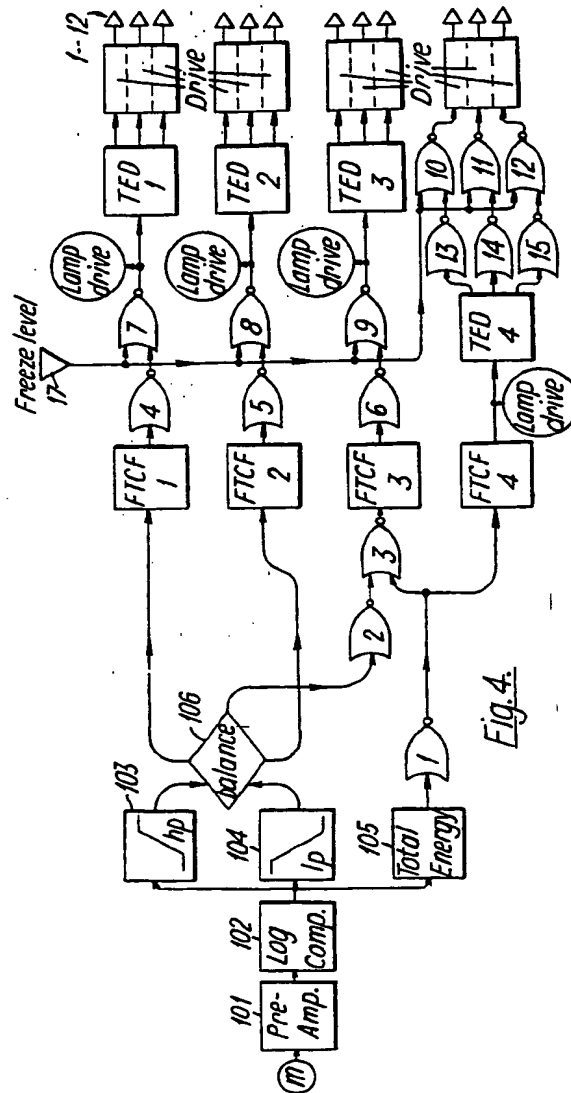 m
101
Pre-
Amp.
102
Log
Comp.
103
hp
104
lp
105
Total
Energy
106
balance
1
2
3
FTCF
1
FTCF
2
FTCF
3
FTCF
4
4
5
6
Freeze level
17
7
8
9
Lamp
drive
Lamp
drive
Lamp
drive
Lamp
drive
TED
1
TED
2
TED
3
TED
4
13
14
15
10
11
12
Drive
Drive
1--12
Fig. 4.